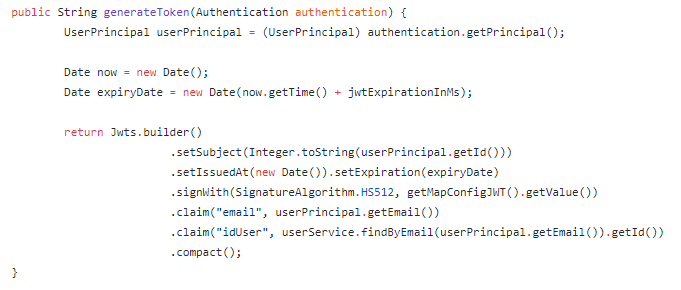 public String generateToken(Authentication authentication) {
UserPrincipal userPrincipal = (UserPrincipal) authentication.getPrincipal();
Date now = new Date();
Date expiryDate = new Date(now.getTime() + jwtExpirationInMs);
return Jwts.builder()
.setSubject(Integer.toString(userPrincipal.getId()))
.setIssuedAt(new Date()).setExpiration(expiryDate)
.signWith(SignatureAlgorithm.HS512, getMapConfigJWT().getValue())
.claim("email", userPrincipal.getEmail())
.claim("idUser", userService.findByEmail(userPrincipal.getEmail()).getId())
.compact();
}